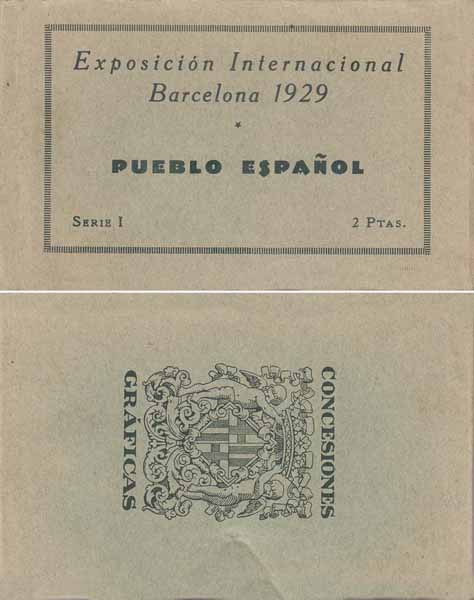 Exposición Internacional
Barcelona 1929
PUEBLO ESPAÑOL
SERIE I
2 PTAS.
CONCESIONES
GRÁFICAS